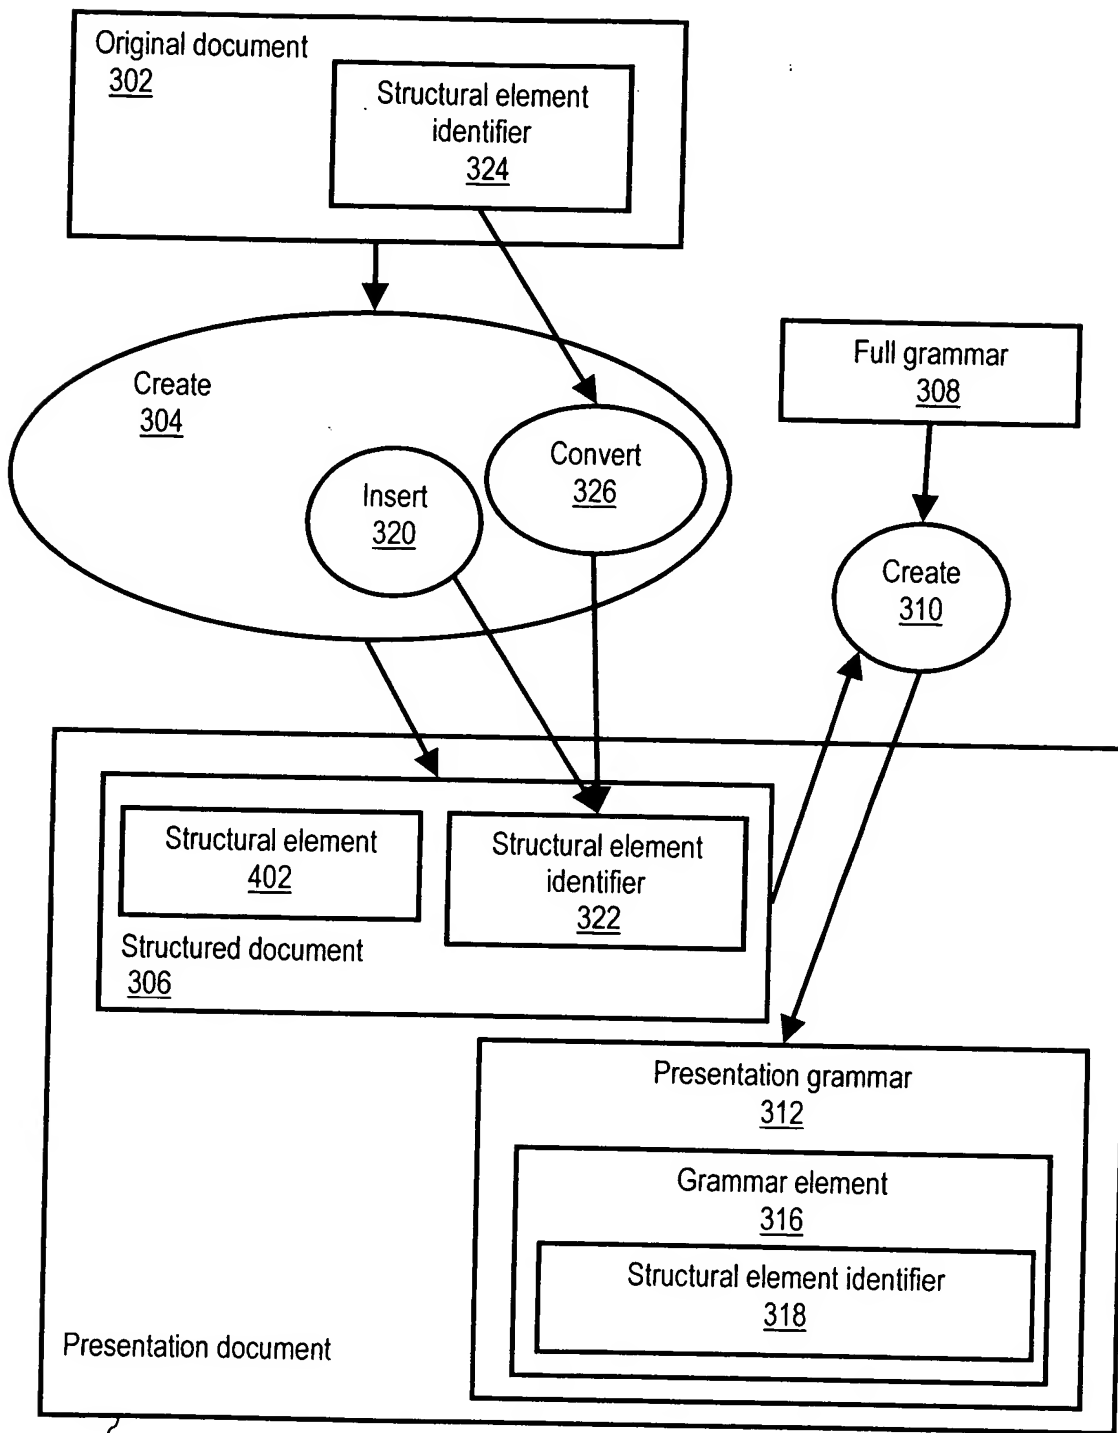 Original document
302
Structural element
identifier
324
Create
304
Insert
320
Convert
326
Full grammar
308
Create
310
Structural element
402
Structural element
identifier
322
Structured document
306
Presentation grammar
312
Grammar element
316
Structural element identifier
318
Presentation document